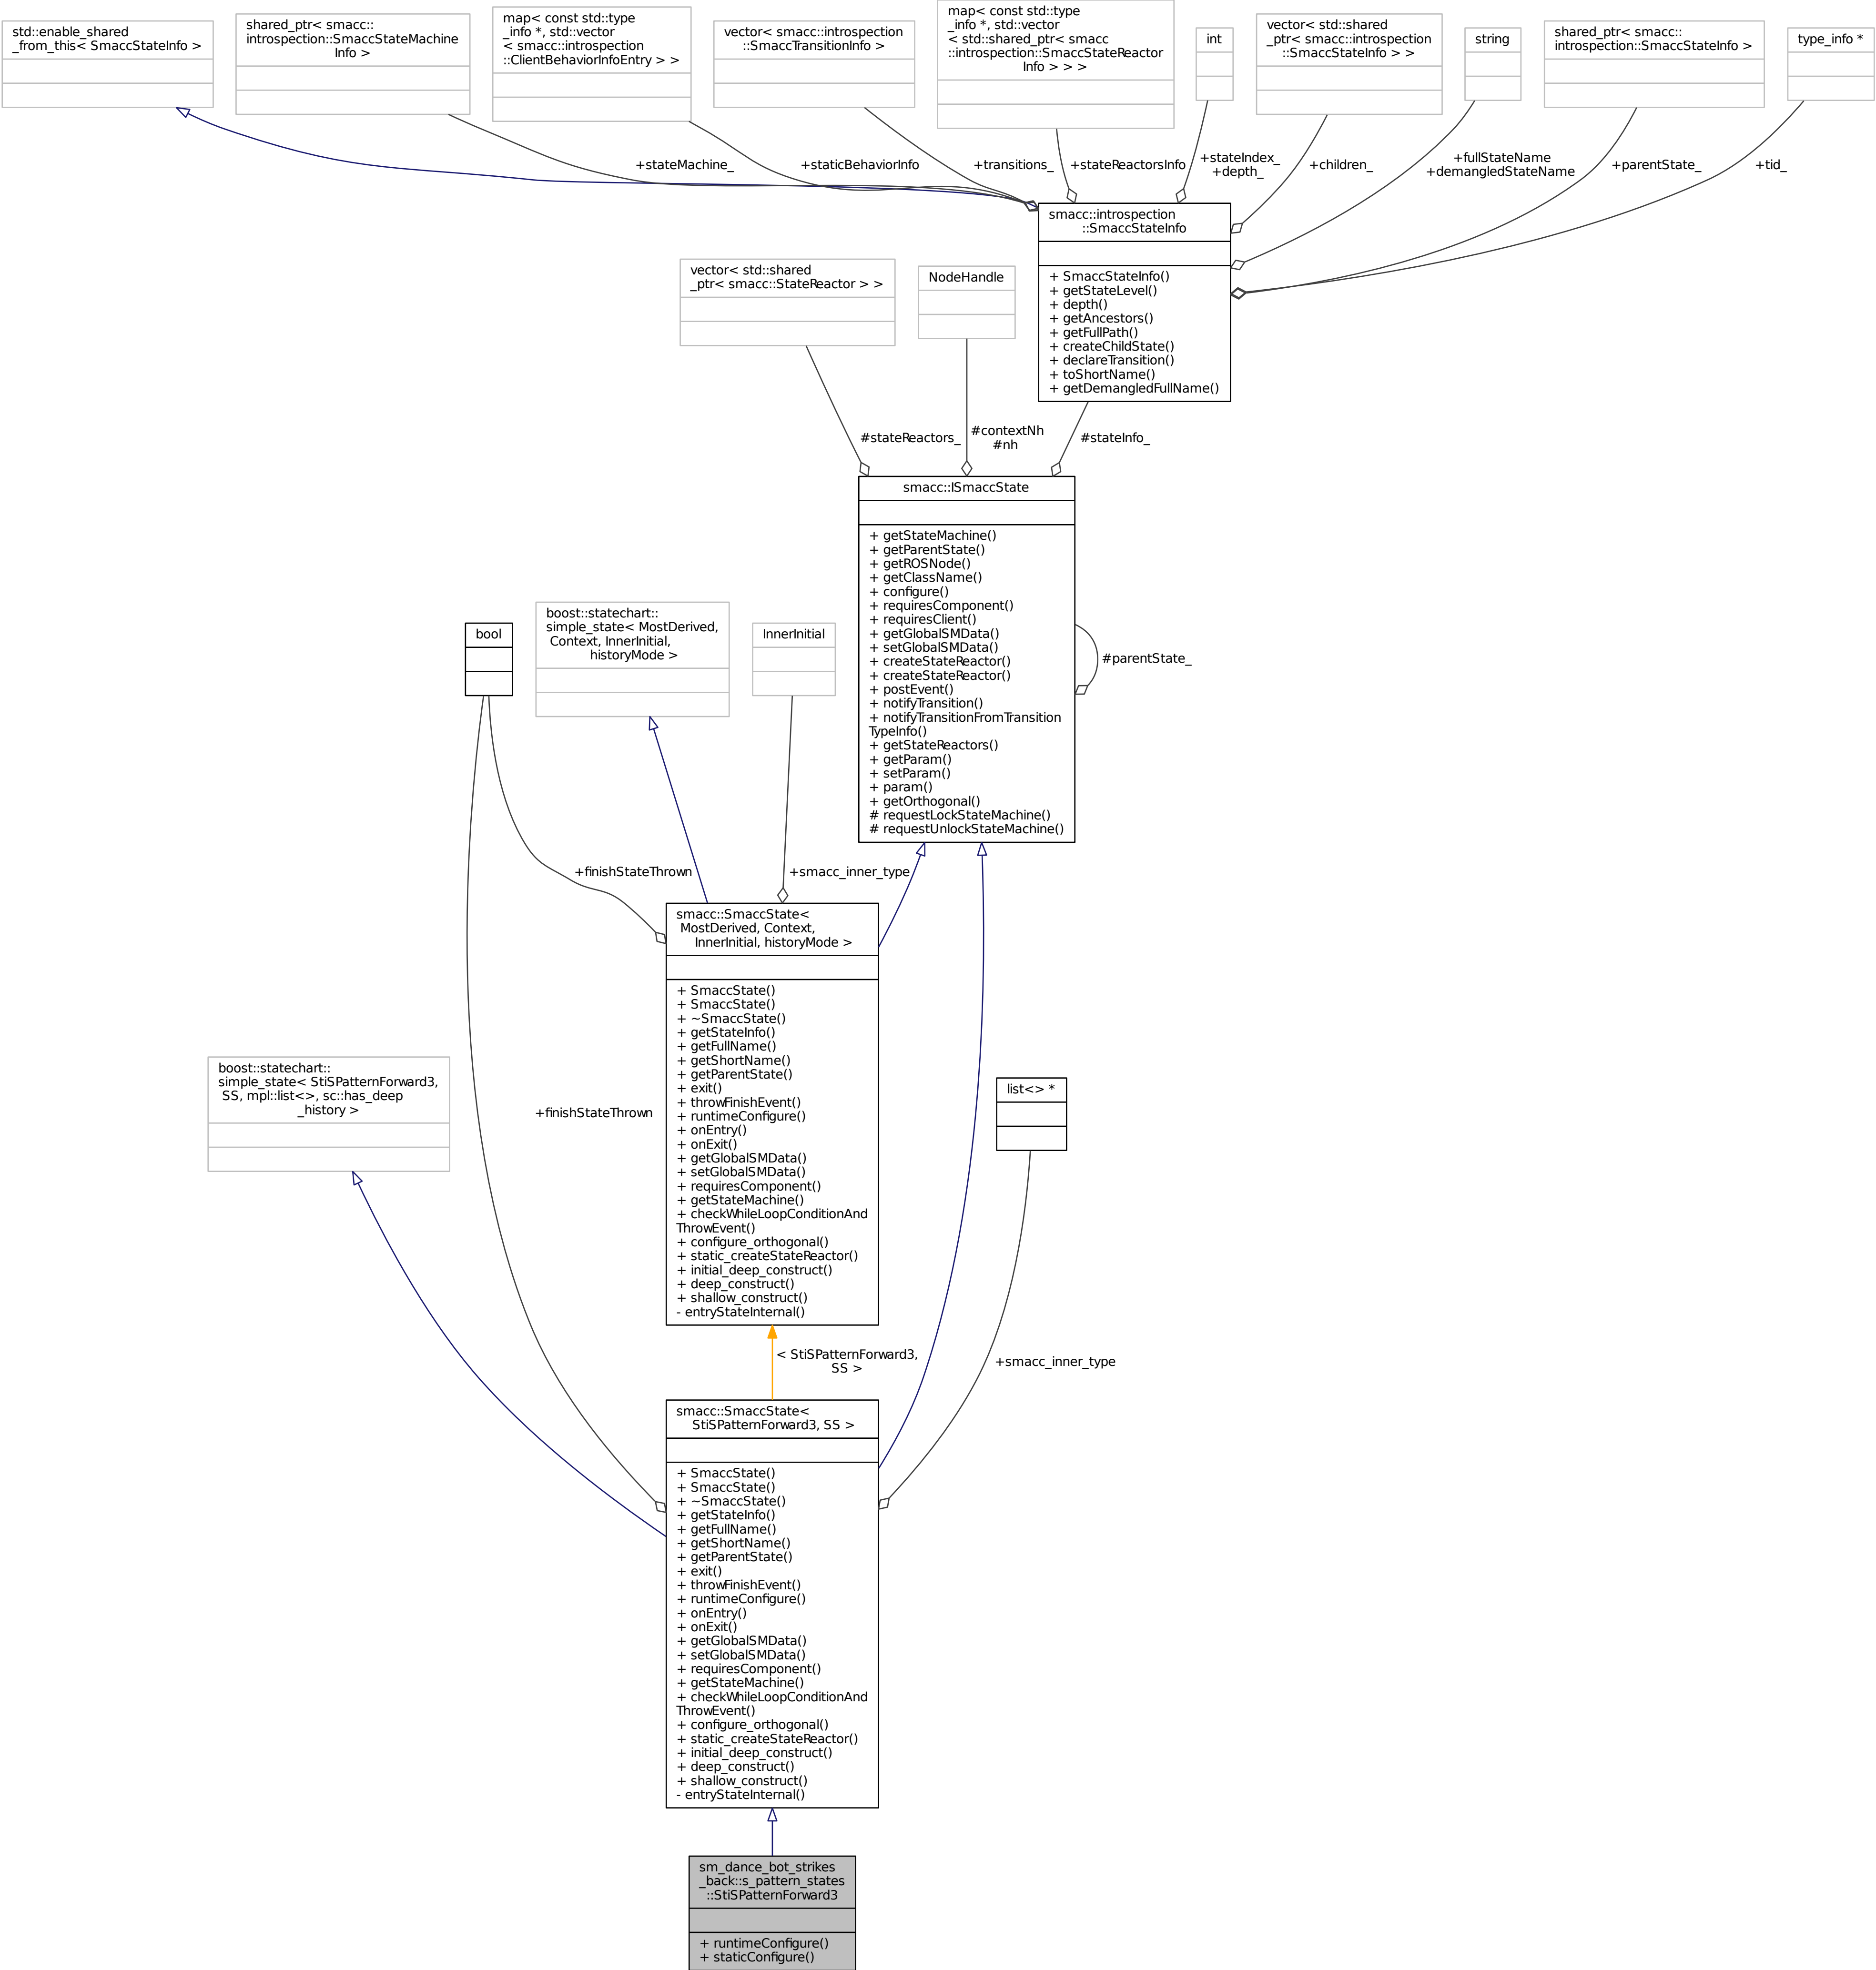 std::enable_shared
_from_this< SmaccStateInfo >
shared_ptr< smacc::
introspection::SmaccStateMachine
Info >
map< const std::type
_info *, std::vector
< smacc::introspection
::ClientBehaviorInfoEntry > >
vector< smacc::introspection
::SmaccTransitionInfo >
map< const std::type
_info *, std::vector
< std::shared_ptr< smacc
::introspection::SmaccStateReactor
Info > > >
int
vector< std::shared
_ptr< smacc::introspection
::SmaccStateInfo > >
string
shared_ptr< smacc::
introspection::SmaccStateInfo >
type_info *
+stateMachine_
+staticBehaviorInfo
+transitions_
+stateReactorsInfo
+stateIndex_
+depth_
+children_
+fullStateName
+demangledStateName
+parentState_
+tid_
smacc::introspection
::SmaccStateInfo
+ SmaccStateInfo()
+ getStateLevel()
+ depth()
+ getAncestors()
+ getFullPath()
+ createChildState()
+ declareTransition()
+ toShortName()
+ getDemangledFullName()
vector< std::shared
_ptr< smacc::StateReactor > >
NodeHandle
#stateReactors_
#contextNh
#nh
#stateInfo_
smacc::ISmaccState
+ getStateMachine()
+ getParentState()
+ getROSNode()
+ getClassName()
+ configure()
+ requiresComponent()
+ requiresClient()
+ getGlobalSMData()
+ setGlobalSMData()
+ createStateReactor()
+ createStateReactor()
+ postEvent()
+ notifyTransition()
+ notifyTransitionFromTransition
TypeInfo()
+ getStateReactors()
+ getParam()
+ setParam()
+ param()
+ getOrthogonal()
# requestLockStateMachine()
# requestUnlockStateMachine()
#parentState_
bool
boost::statechart::
simple_state< MostDerived,
Context, InnerInitial,
historyMode >
InnerInitial
+finishStateThrown
+smacc_inner_type
smacc::SmaccState<
MostDerived, Context,
InnerInitial, historyMode >
+ SmaccState()
+ SmaccState()
+ ~SmaccState()
+ getStateInfo()
+ getFullName()
+ getShortName()
+ getParentState()
+ exit()
+ throwFinishEvent()
+ runtimeConfigure()
+ onEntry()
+ onExit()
+ getGlobalSMData()
+ setGlobalSMData()
+ requiresComponent()
+ getStateMachine()
+ checkWhileLoopConditionAnd
ThrowEvent()
+ configure_orthogonal()
+ static_createStateReactor()
+ initial_deep_construct()
+ deep_construct()
+ shallow_construct()
- entryStateInternal()
boost::statechart::
simple_state< StiSPatternForward3,
SS, mpl::list<>, sc::has_deep
_history >
+finishStateThrown
list<> *
< StiSPatternForward3,
SS >
+smacc_inner_type
smacc::SmaccState<
StiSPatternForward3, SS >
+ SmaccState()
+ SmaccState()
+ ~SmaccState()
+ getStateInfo()
+ getFullName()
+ getShortName()
+ getParentState()
+ exit()
+ throwFinishEvent()
+ runtimeConfigure()
+ onEntry()
+ onExit()
+ getGlobalSMData()
+ setGlobalSMData()
+ requiresComponent()
+ getStateMachine()
+ checkWhileLoopConditionAnd
ThrowEvent()
+ configure_orthogonal()
+ static_createStateReactor()
+ initial_deep_construct()
+ deep_construct()
+ shallow_construct()
- entryStateInternal()
sm_dance_bot_strikes
_back::s_pattern_states
::StiSPatternForward3
+ runtimeConfigure()
+ staticConfigure()